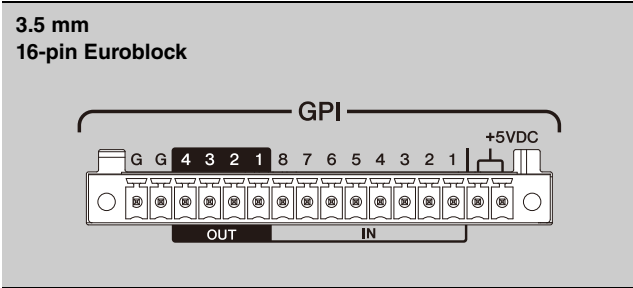 3.5 mm
16-pin Euroblock
GPI
+5VDC
G G 4 3 2 1 8 7 6 5 4 3 2 1
OUT IN